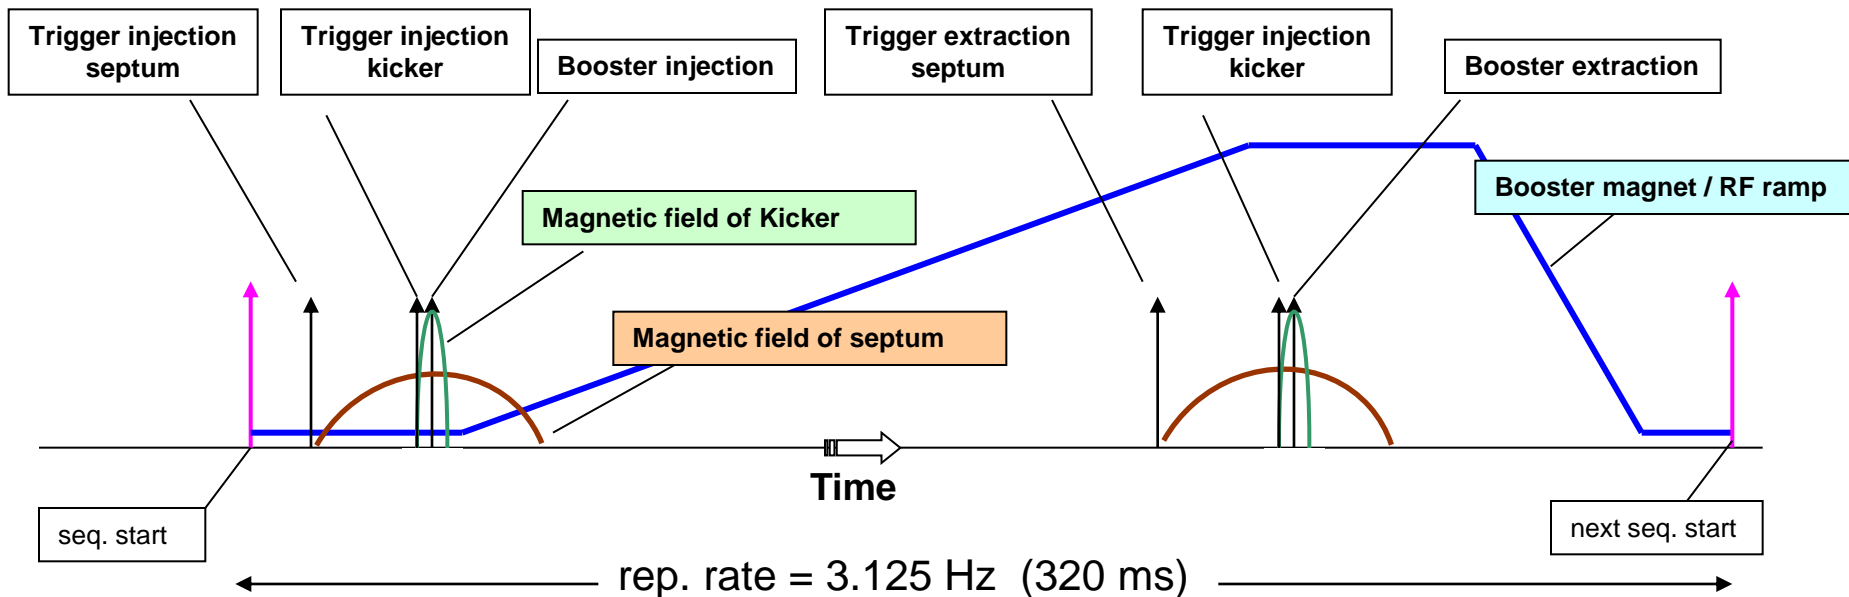 Trigger injection
septum
Trigger injection
kicker
Booster injection
Trigger extraction
septum
Trigger injection
kicker
Booster extraction
Booster magnet / RF ramp
Magnetic field of Kicker
Magnetic field of septum
Time
seq. start
next seq. start
rep. rate = 3.125 Hz (320 ms)